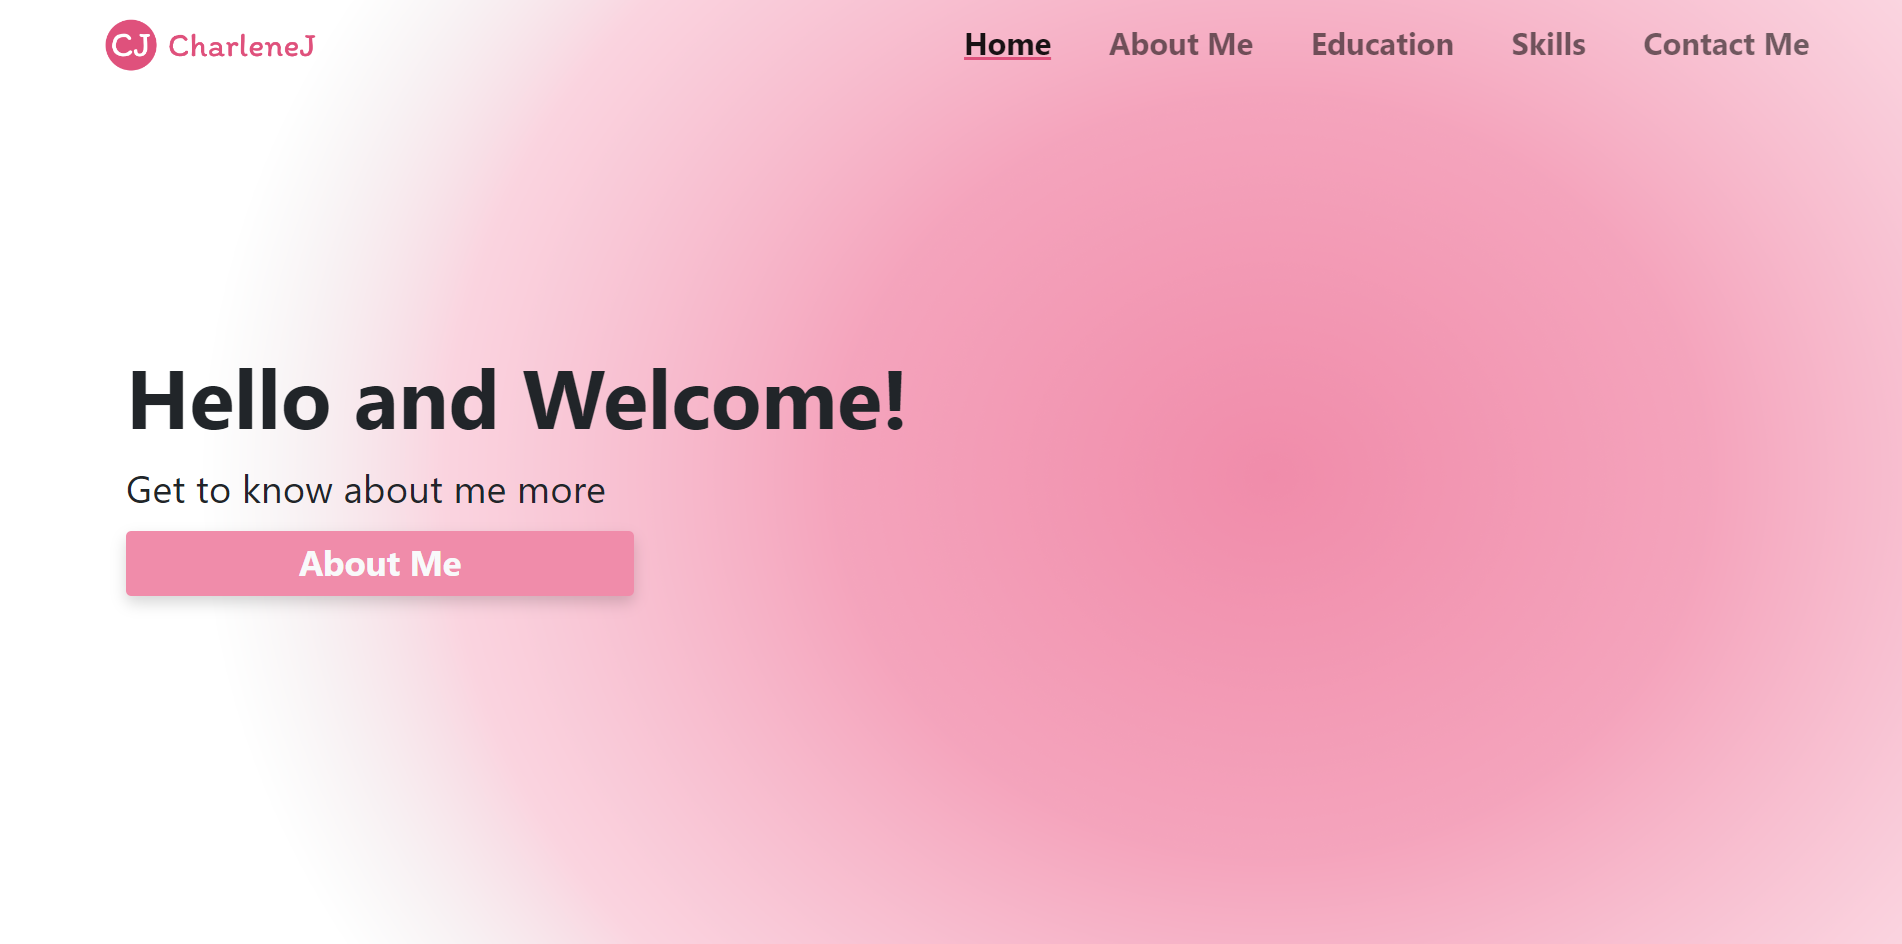 CJ CharleneJ
Home About Me Education Skills Contact Me
Hello and Welcome!
Get to know about me more
About Me